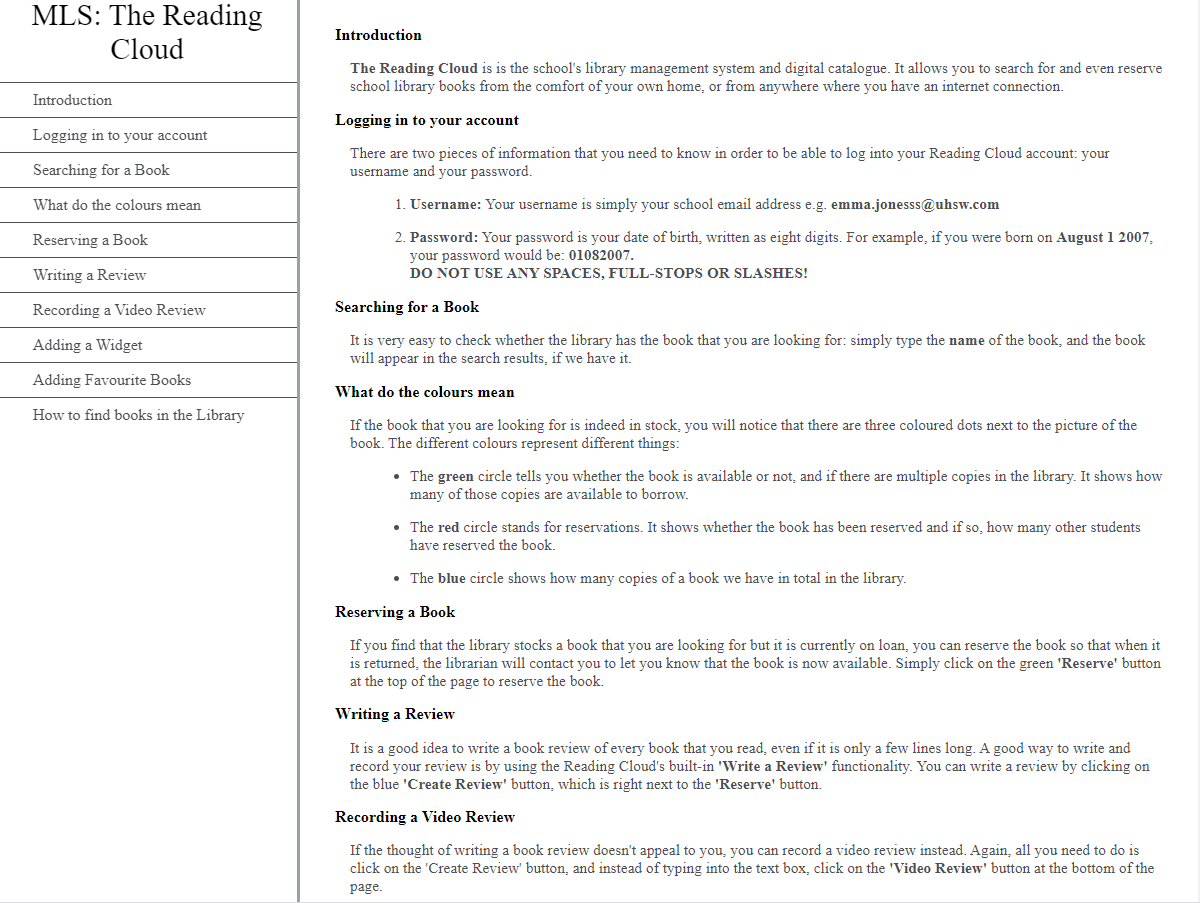 MLS: The Reading
Cloud
Introduction
Logging in to your account
Searching for a Book
What do the colours mean
Reserving a Book
Writing a Review
Recording a Video Review
Adding a Widget
Adding Favourite Books
How to find books in the Library
Introduction
The Reading Cloud is is the school's library management system and digital catalogue. It allows you to search for and even reserve
school library books from the comfort of your own home, or from anywhere where you have an internet connection.
Logging in to your account
There are two pieces of information that you need to know in order to be able to log into your Reading Cloud account: your
username and your password.
1. Username: Your username is simply your school email address e.g. emma.jonesss@uhsw.com
2. Password: Your password is your date of birth, written as eight digits. For example, if you were born on August 1 2007,
your password would be: 01082007.
DO NOT USE ANY SPACES, FULL-STOPS OR SLASHES!
Searching for a Book
It is very easy to check whether the library has the book that you are looking for: simply type the name of the book, and the book
will appear in the search results, if we have it.
What do the colours mean
If the book that you are looking for is indeed in stock, you will notice that there are three coloured dots next to the picture of the
book. The different colours represent different things:
• The green circle tells you whether the book is available or not, and if there are multiple copies in the library. It shows how
many of those copies are available to borrow.
• The red circle stands for reservations. It shows whether the book has been reserved and if so, how many other students
have reserved the book.
• The blue circle shows how many copies of a book we have in total in the library.
Reserving a Book
If you find that the library stocks a book that you are looking for but it is currently on loan, you can reserve the book so that when it
is returned, the librarian will contact you to let you know that the book is now available. Simply click on the green 'Reserve' button
at the top of the page to reserve the book.
Writing a Review
It is a good idea to write a book review of every book that you read, even if it is only a few lines long. A good way to write and
record your review is by using the Reading Cloud's built-in 'Write a Review' functionality. You can write a review by clicking on
the blue 'Create Review' button, which is right next to the 'Reserve' button.
Recording a Video Review
If the thought of writing a book review doesn't appeal to you, you can record a video review instead. Again, all you need to do is
click on the 'Create Review' button, and instead of typing into the text box, click on the 'Video Review' button at the bottom of the
page.